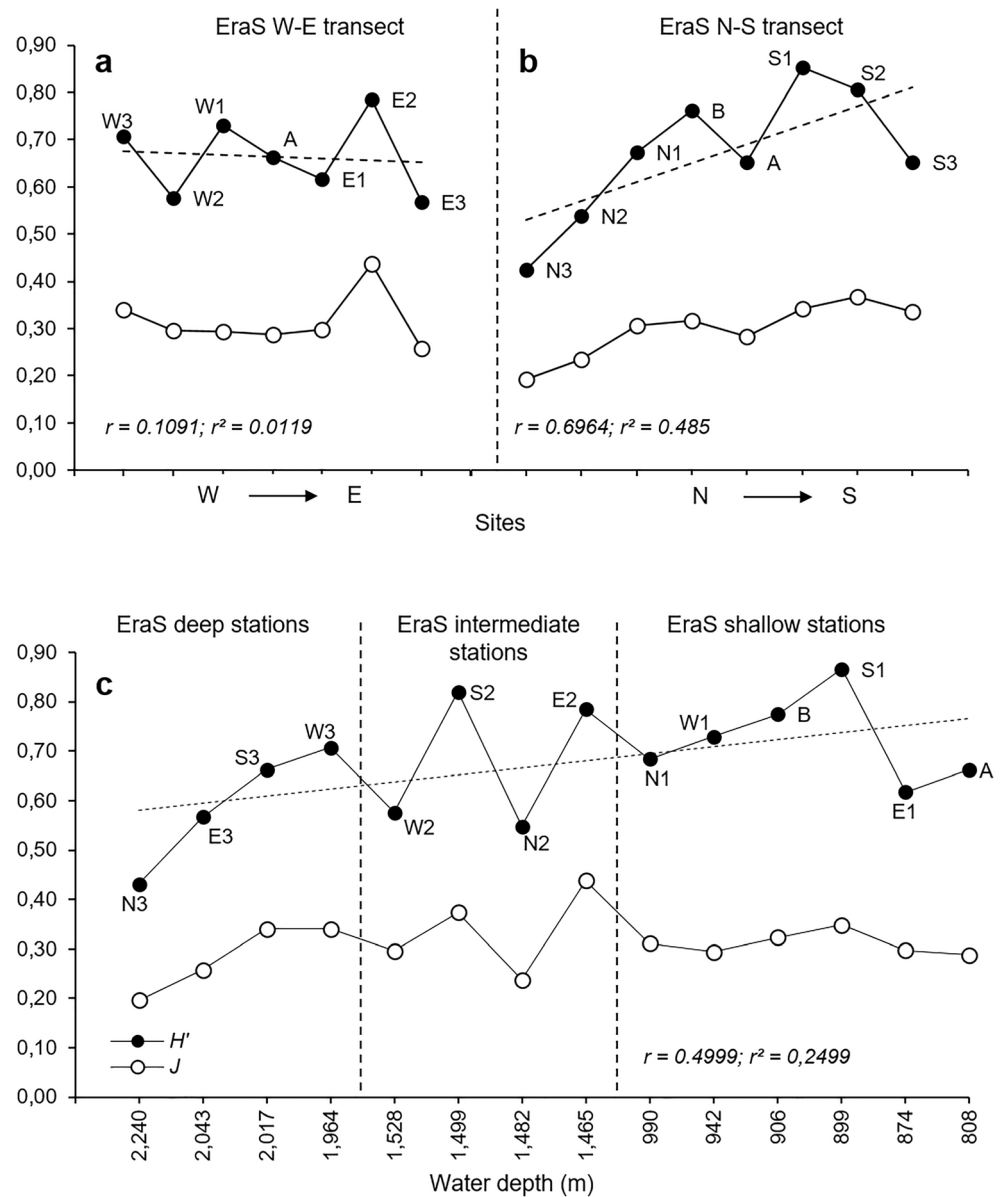 EraS W-E transect
EraS N-S transect
0,90
0,80
0,70
0,60
0,50
0,40
0,30
0,20
0,10
0,00
a
W3
W2
W1
A
E1
E2
E3
r = 0.1091; r² = 0.0119
b
N3
N2
N1
B
A
S1
S2
S3
r = 0.6964; r² = 0.485
W E
N S
Sites
EraS deep stations
EraS intermediate
stations
EraS shallow stations
0,90
0,80
0,70
0,60
0,50
0,40
0,30
0,20
0,10
0,00
c
N3
E3
S3
W3
W2
S2
N2
E2
N1
W1
B
S1
E1
A
H'
J
r = 0.4999; r² = 0,2499
2,240
2,043
2,017
1,964
1,528
1,499
1,482
1,465
990
942
906
899
874
808
Water depth (m)